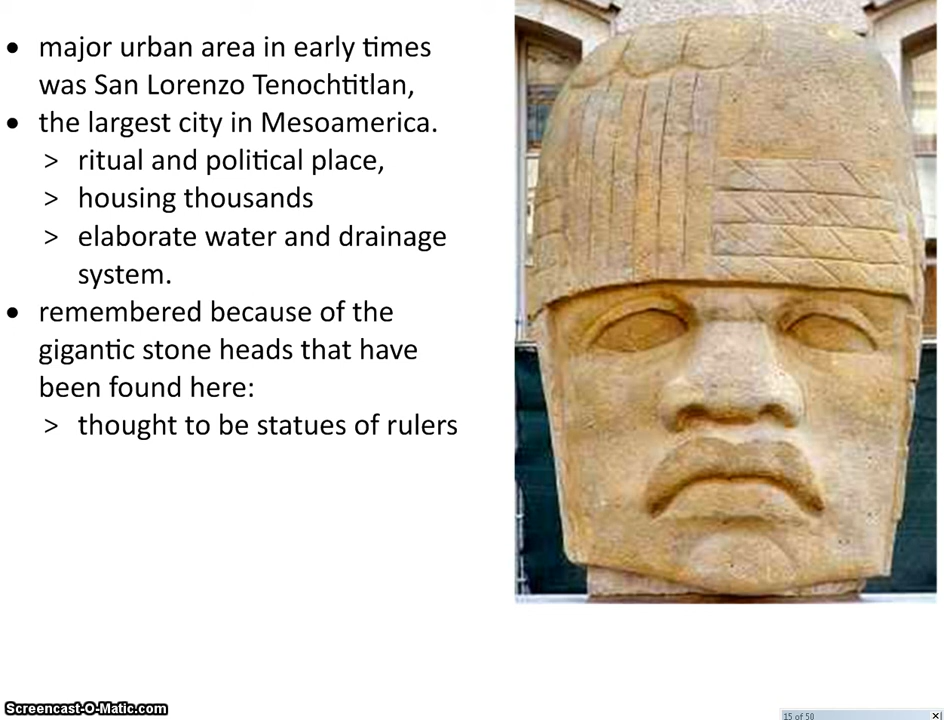 • major urban area in early times
was San Lorenzo Tenochtitlan,
• the largest city in Mesoamerica.
> ritual and political place,
> housing thousands
> elaborate water and drainage
system.
• remembered because of the
gigantic stone heads that have
been found here:
> thought to be statues of rulers
Screencast-O-Matic.com
15 of 50